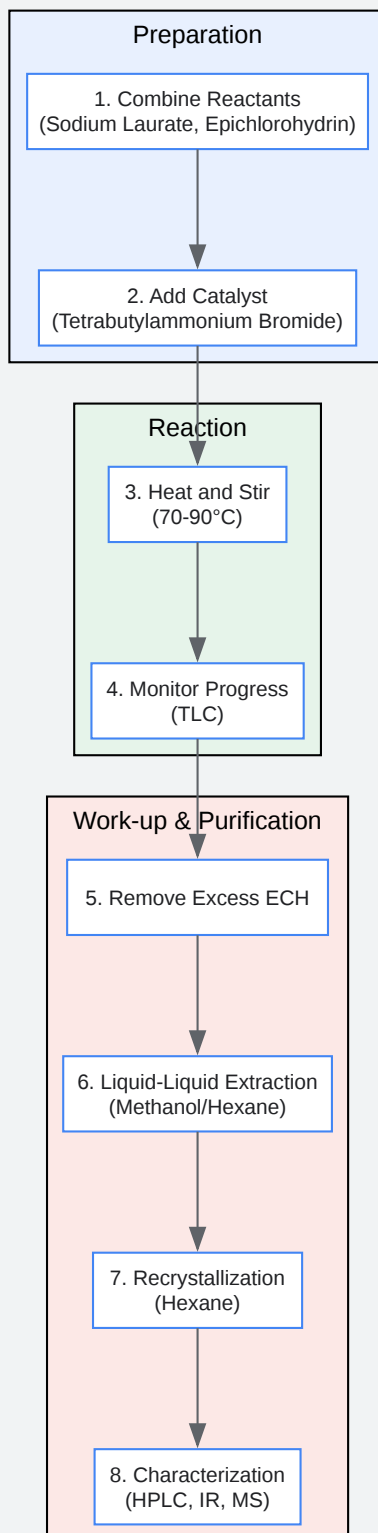 Preparation
1. Combine Reactants
(Sodium Laurate, Epichlorohydrin)
2. Add Catalyst
(Tetrabutylammonium Bromide)
Reaction
3. Heat and Stir
(70-90°C)
4. Monitor Progress
(TLC)
Work-up & Purification
5. Remove Excess ECH
6. Liquid-Liquid Extraction
(Methanol/Hexane)
7. Recrystallization
(Hexane)
8. Characterization
(HPLC, IR, MS)